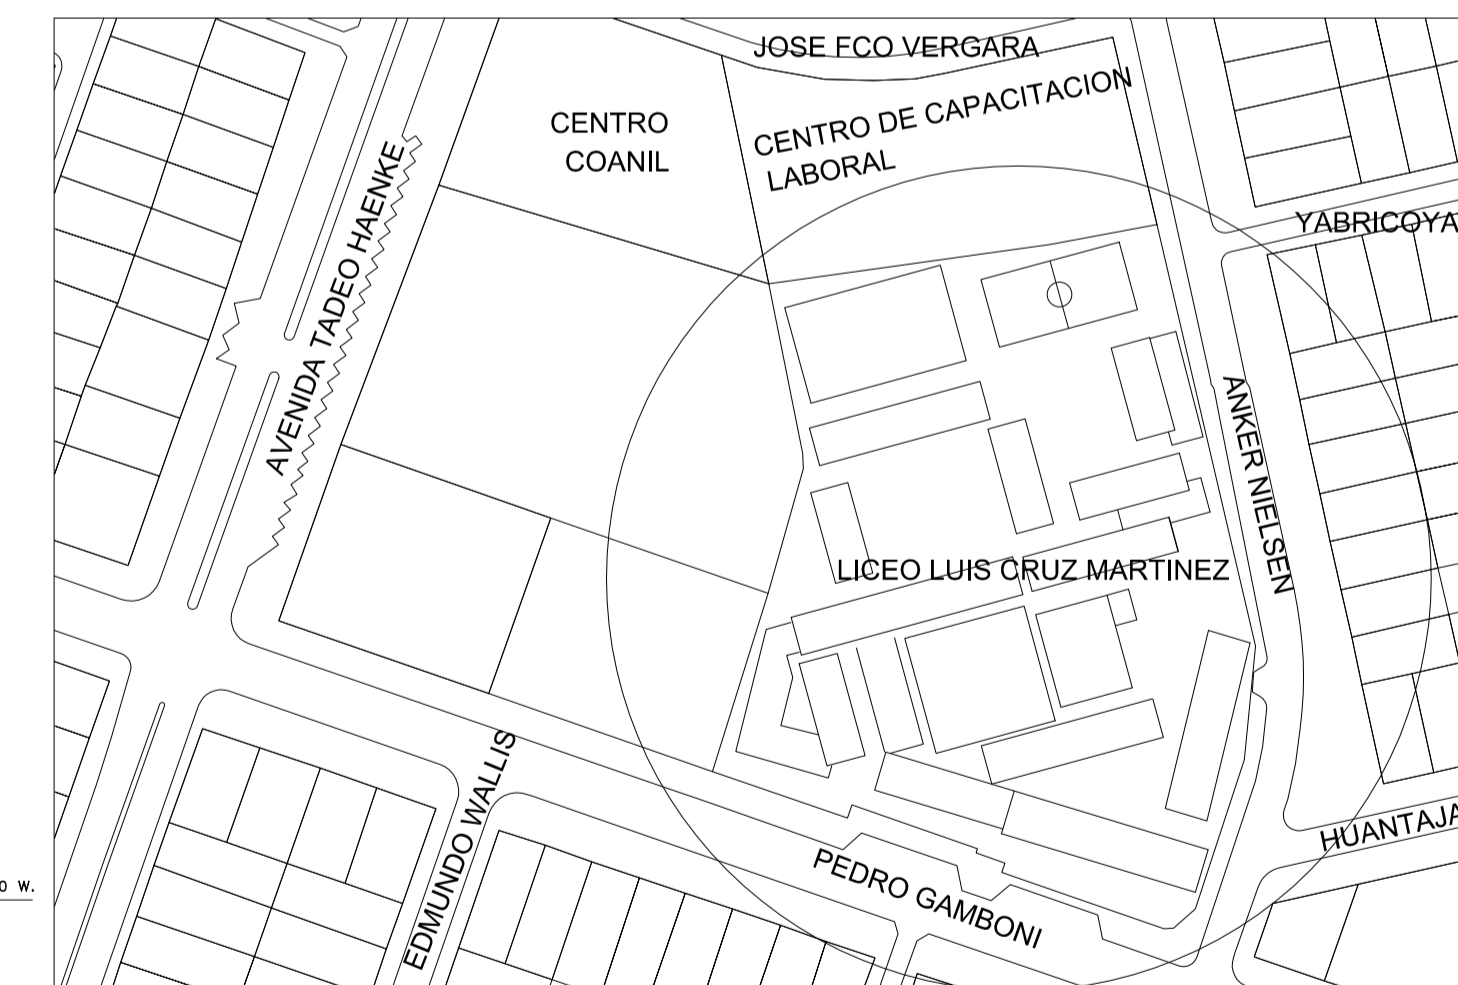 JOSE FCO VERGARA
CENTRO
COANIL
CENTRO DE CAPACITACION
LABORAL
YABRICOYA
AVENIDA TADEO HAENKE
ANKER NIELSEN
LICEO LUIS CRUZ MARTINEZ
EDMUNDO WALLIS
PEDRO GAMBONI
HUANTAJA
O W.